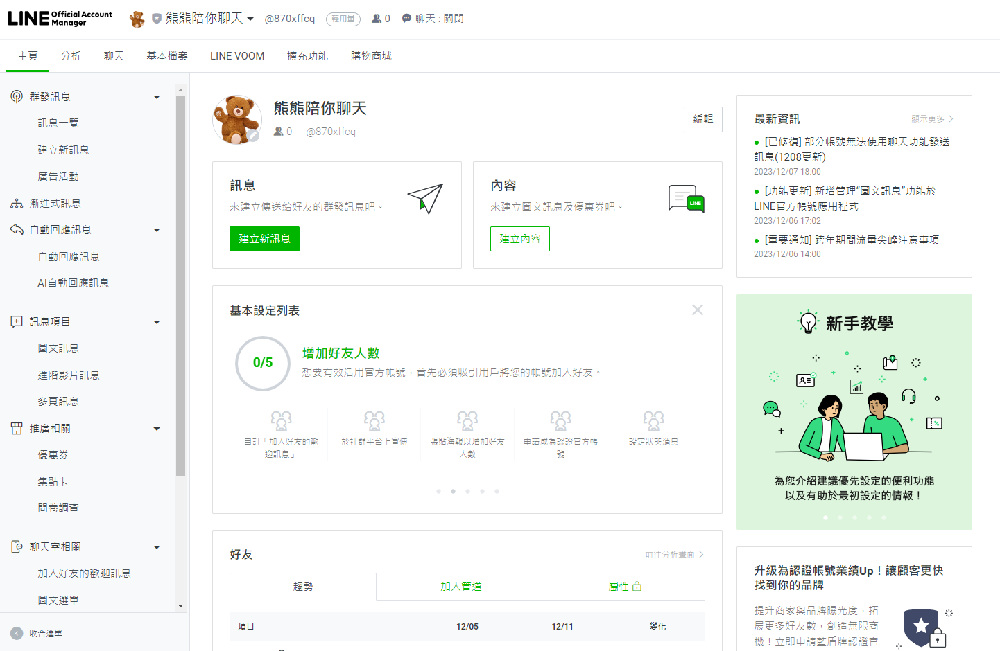 LINE Official Account Manager
熊熊陪你聊天
@870xffcq
輕用量
0
聊天 : 關閉
主頁
分析
聊天
基本檔案
LINE VOOM
擴充功能
購物商城
群發訊息
訊息一覽
建立新訊息
廣告活動
漸進式訊息
自動回應訊息
自動回應訊息
AI自動回應訊息
訊息項目
圖文訊息
進階影片訊息
多頁訊息
推廣相關
優惠券
集點卡
問卷調查
聊天室相關
加入好友的歡迎訊息
圖文選單
收合選單
熊熊陪你聊天
0 · @870xffcq
編輯
訊息
來建立傳送給好友的群發訊息吧。
建立新訊息
內容
來建立圖文訊息及優惠券吧。
LINE
建立內容
基本設定列表
0/5
增加好友人數
想要有效活用官方帳號，首先必須吸引用戶將您的帳號加入好友。
自訂「加入好友的歡
迎訊息」
於社群平台上宣傳
張貼海報以增加好友
人數
申請成為認證官方帳
號
設定狀態消息
好友
前往分析畫面
趨勢
加入管道
屬性
項目
12/05
12/11
變化
最新資訊
顯示更多
[已修復] 部分帳號無法使用聊天功能發送
訊息(1208更新)
2023/12/07 18:00
[功能更新] 新增管理“圖文訊息”功能於
LINE官方帳號應用程式
2023/12/06 17:02
[重要通知] 跨年期間流量尖峰注意事項
2023/12/06 14:00
新手教學
為您介紹建議優先設定的便利功能
以及有助於最初設定的情報！
升級為認證帳號業績Up！讓顧客更快
找到你的品牌
提升商家與品牌曝光度，拓
展更多好友數，創造無限商
機！立即申請藍盾牌認證官